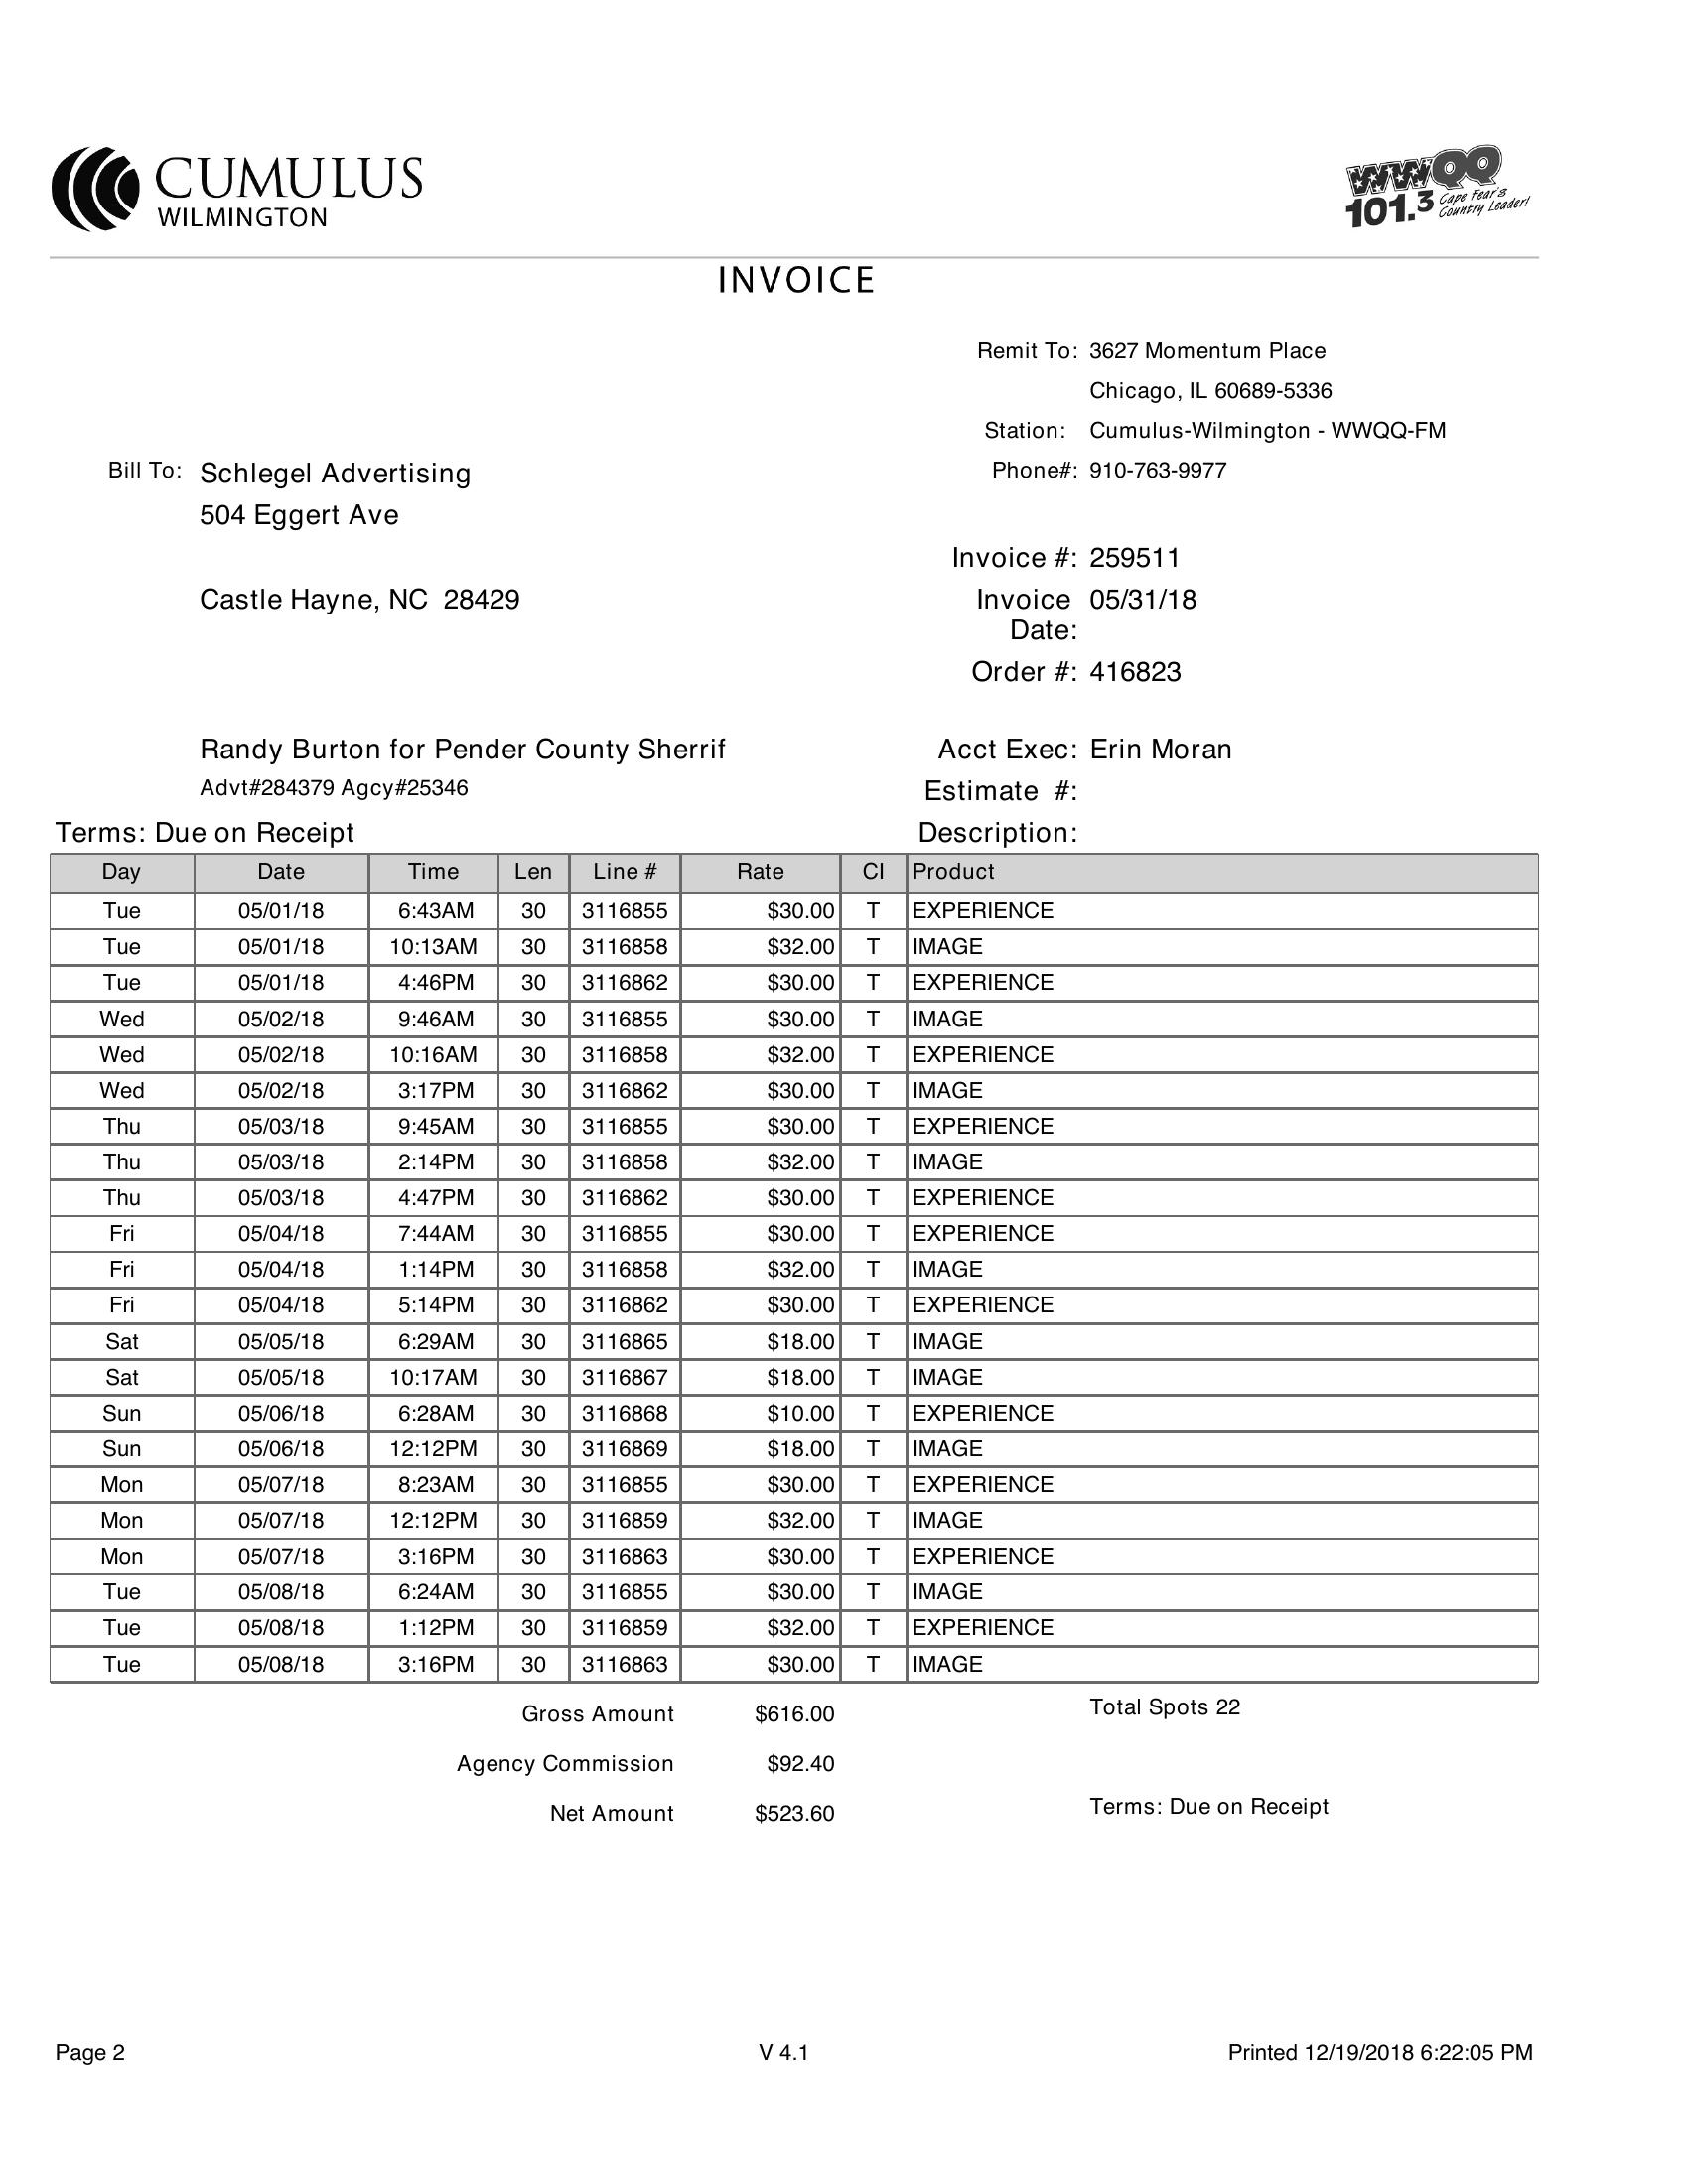 CUMULUS
WILMINGTON
WWQQ
101.3 Cape Fear's Country Leader!
INVOICE
Remit To: 3627 Momentum Place
Chicago, IL 60689-5336
Station: Cumulus-Wilmington - WWQQ-FM
Bill To: Schlegel Advertising
Phone#: 910-763-9977
504 Eggert Ave
Invoice #: 259511
Castle Hayne, NC 28429
Invoice Date: 05/31/18
Order #: 416823
Randy Burton for Pender County Sherrif
Acct Exec: Erin Moran
Advt#284379 Agcy#25346
Estimate #:
Terms: Due on Receipt
Description:
Day Date Time Len Line # Rate Cl Product
Tue 05/01/18 6:43AM 30 3116855 $30.00 T EXPERIENCE
Tue 05/01/18 10:13AM 30 3116858 $32.00 T IMAGE
Tue 05/01/18 4:46PM 30 3116862 $30.00 T EXPERIENCE
Wed 05/02/18 9:46AM 30 3116855 $30.00 T IMAGE
Wed 05/02/18 10:16AM 30 3116858 $32.00 T EXPERIENCE
Wed 05/02/18 3:17PM 30 3116862 $30.00 T IMAGE
Thu 05/03/18 9:45AM 30 3116855 $30.00 T EXPERIENCE
Thu 05/03/18 2:14PM 30 3116858 $32.00 T IMAGE
Thu 05/03/18 4:47PM 30 3116862 $30.00 T EXPERIENCE
Fri 05/04/18 7:44AM 30 3116855 $30.00 T EXPERIENCE
Fri 05/04/18 1:14PM 30 3116858 $32.00 T IMAGE
Fri 05/04/18 5:14PM 30 3116862 $30.00 T EXPERIENCE
Sat 05/05/18 6:29AM 30 3116865 $18.00 T IMAGE
Sat 05/05/18 10:17AM 30 3116867 $18.00 T IMAGE
Sun 05/06/18 6:28AM 30 3116868 $10.00 T EXPERIENCE
Sun 05/06/18 12:12PM 30 3116869 $18.00 T IMAGE
Mon 05/07/18 8:23AM 30 3116855 $30.00 T EXPERIENCE
Mon 05/07/18 12:12PM 30 3116859 $32.00 T IMAGE
Mon 05/07/18 3:16PM 30 3116863 $30.00 T EXPERIENCE
Tue 05/08/18 6:24AM 30 3116855 $30.00 T IMAGE
Tue 05/08/18 1:12PM 30 3116859 $32.00 T EXPERIENCE
Tue 05/08/18 3:16PM 30 3116863 $30.00 T IMAGE
Gross Amount $616.00 Total Spots 22
Agency Commission $92.40
Net Amount $523.60 Terms: Due on Receipt
Page 2 V 4.1 Printed 12/19/2018 6:22:05 PM